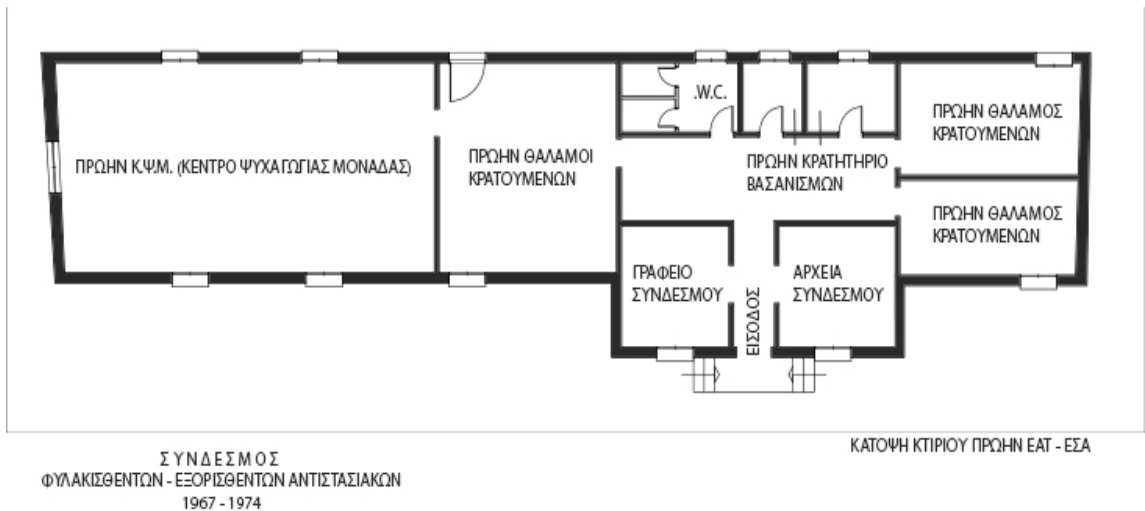 .W.C.
ΠΡΩΗΝ ΘΑΛΑΜΟΣ
ΚΡΑΤΟΥΜΕΝΩΝ
ΠΡΩΗΝ Κ.Ψ.Μ. (ΚΕΝΤΡΟ ΨΥΧΑΓΩΓΙΑΣ ΜΟΝΑΔΑΣ)
ΠΡΩΗΝ ΘΑΛΑΜΟΙ
ΚΡΑΤΟΥΜΕΝΩΝ
ΠΡΩΗΝ ΚΡΑΤΗΤΗΡΙΟ
ΒΑΣΑΝΙΣΜΩΝ
ΠΡΩΗΝ ΘΑΛΑΜΟΣ
ΚΡΑΤΟΥΜΕΝΩΝ
ΓΡΑΦΕΙΟ
ΣΥΝΔΕΣΜΟΥ
ΕΙΣΟΔΟΣ
ΑΡΧΕΙΑ
ΣΥΝΔΕΣΜΟΥ
ΚΑΤΟΨΗ ΚΤΙΡΙΟΥ ΠΡΩΗΝ ΕΑΤ - ΕΣΑ
ΣΥΝΔΕΣΜΟΣ
ΦΥΛΑΚΙΣΘΕΝΤΩΝ - ΕΞΟΡΙΣΘΕΝΤΩΝ ΑΝΤΙΣΤΑΣΙΑΚΩΝ
1967 - 1974